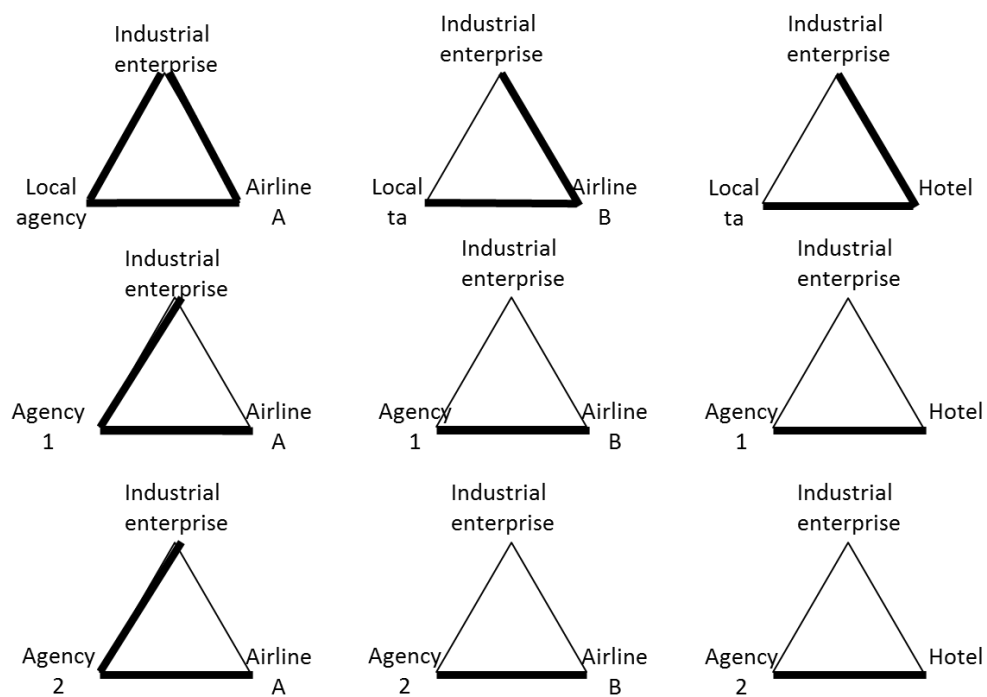 Industrial
enterprise
Local
agency
Airline
A
Industrial
enterprise
Local
ta
Airline
B
Industrial
enterprise
Local
ta
Hotel
Industrial
enterprise
Agency
1
Airline
A
Industrial
enterprise
Agency
1
Airline
B
Industrial
enterprise
Agency
1
Hotel
Industrial
enterprise
Agency
2
Airline
A
Industrial
enterprise
Agency
2
Airline
B
Industrial
enterprise
Agency
2
Hotel